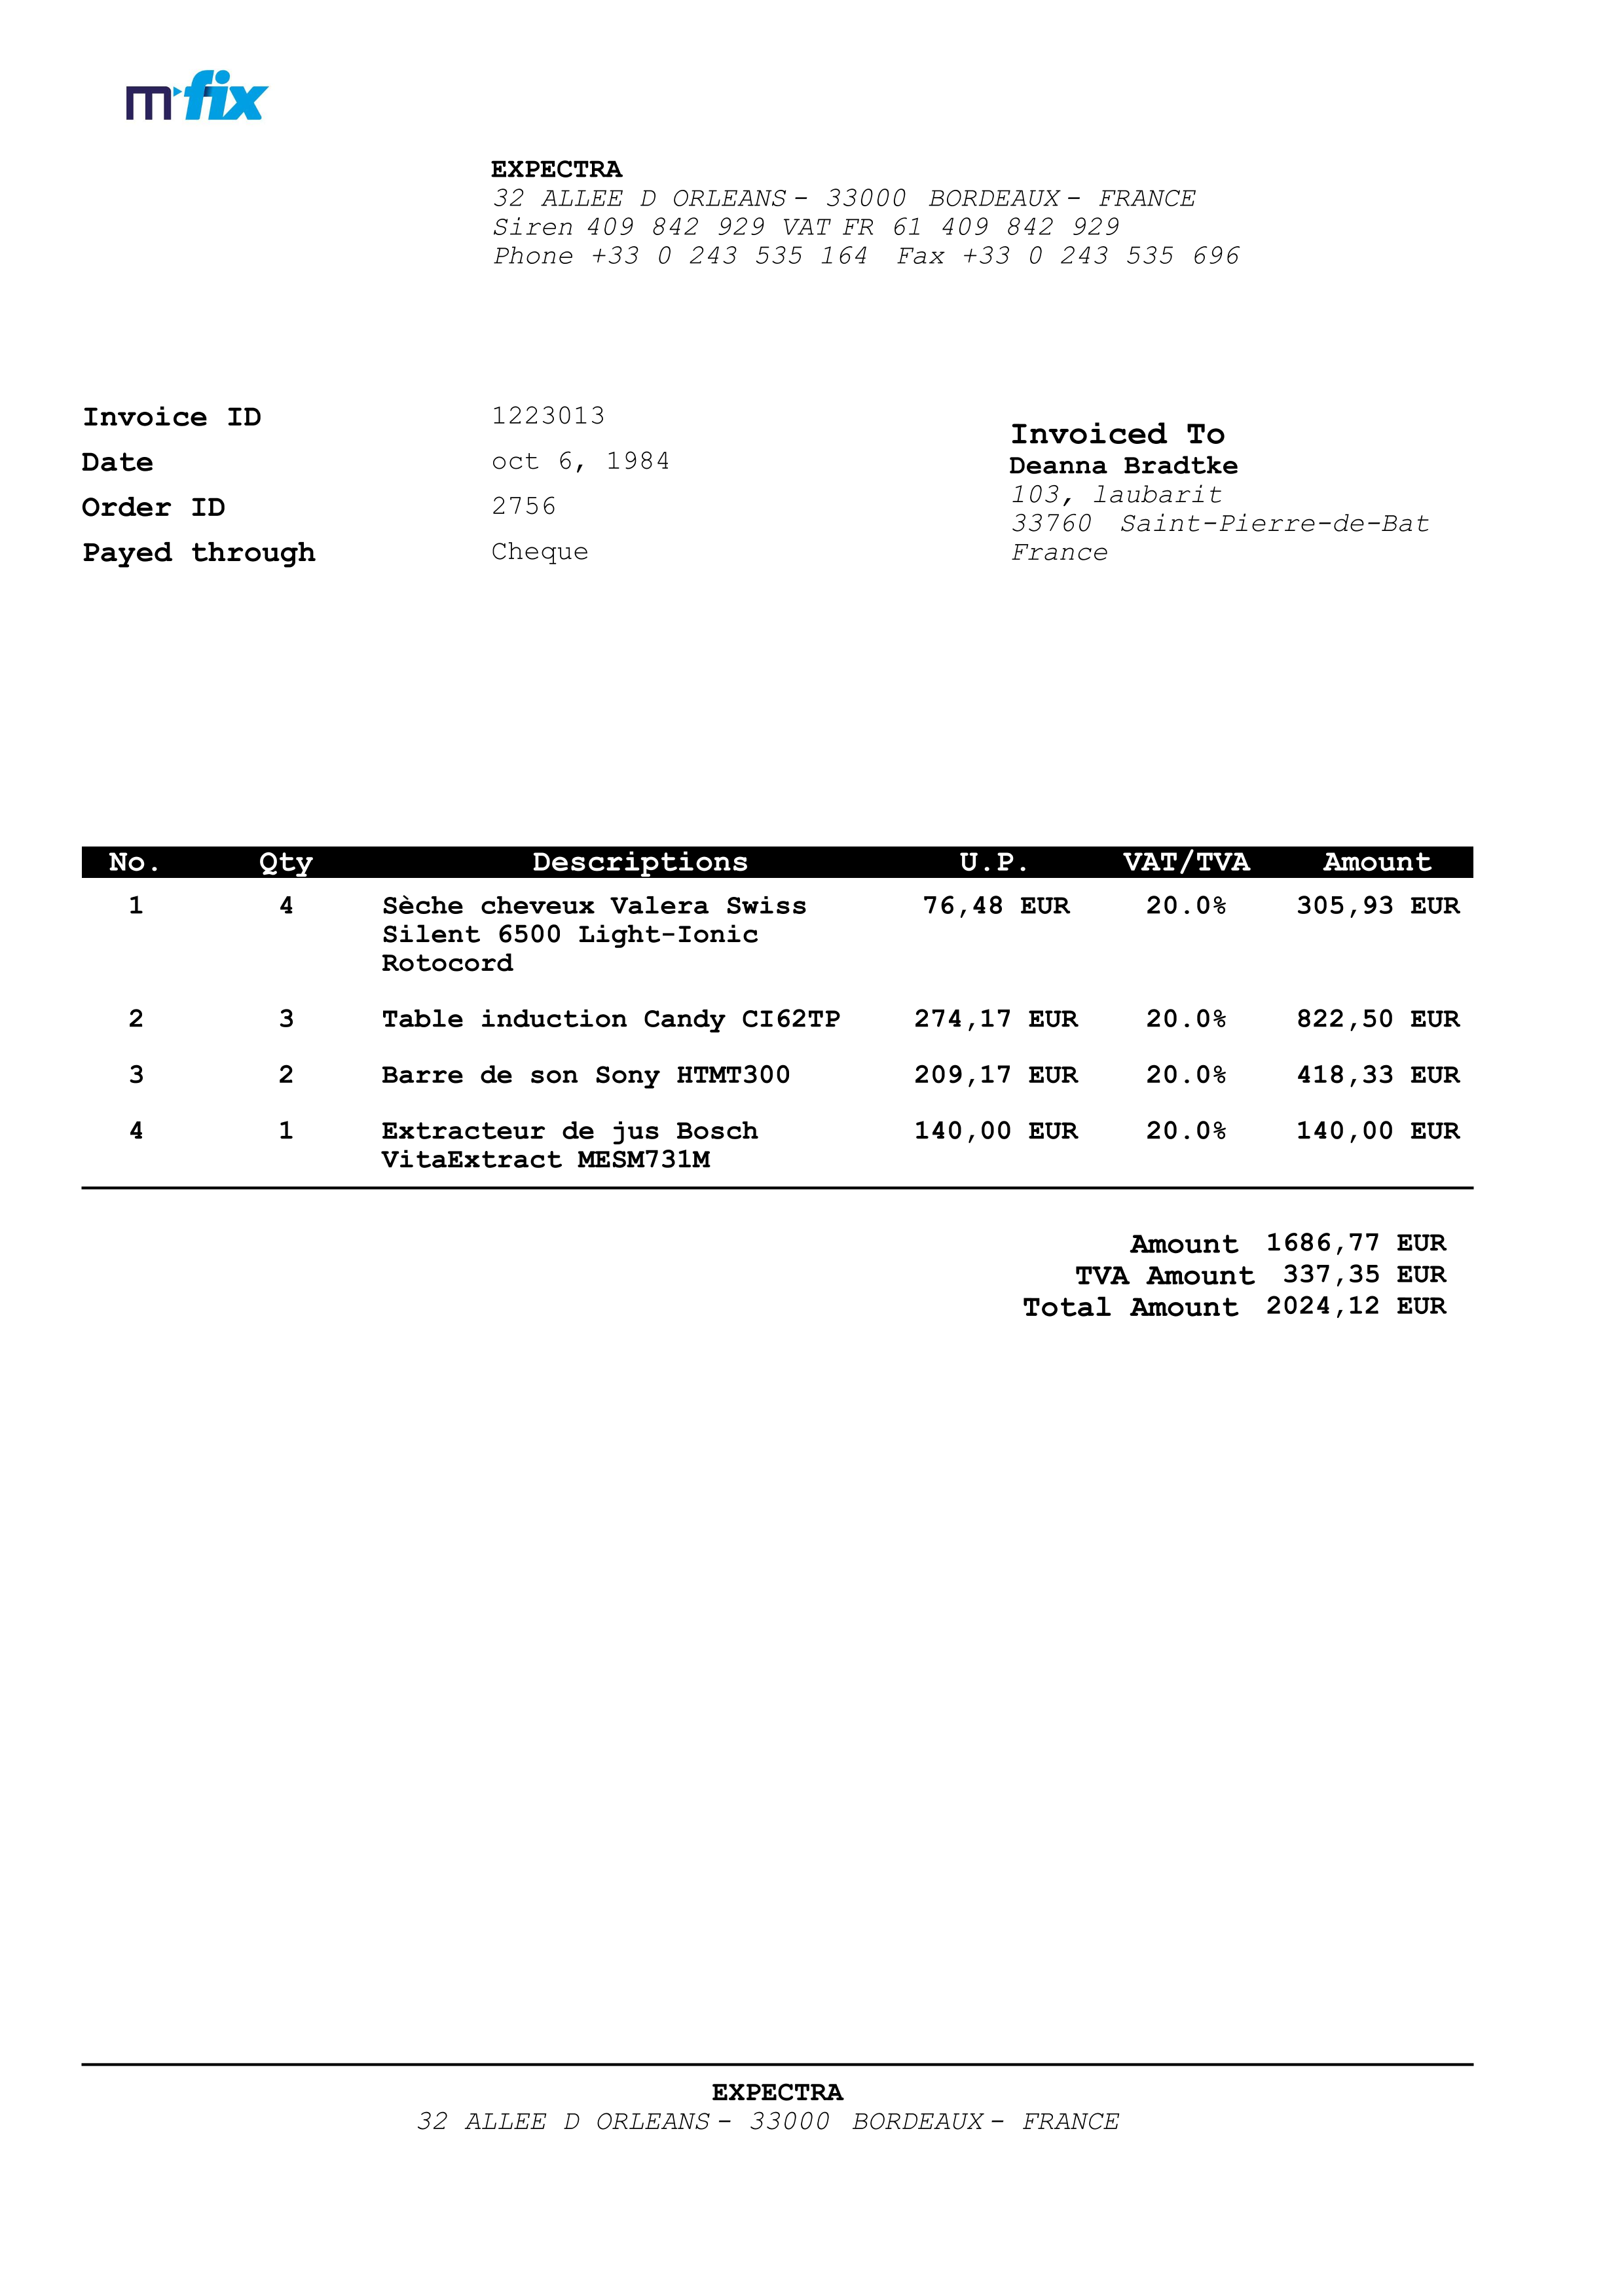 m fix
EXPECTRA
32 ALLEE D ORLEANS - 33000 BORDEAUX - FRANCE
Siren 409 842 929 VAT FR 61 409 842 929
Phone +33 0 243 535 164 Fax +33 0 243 535 696
Invoice ID 1223013
Date oct 6, 1984
Order ID 2756
Payed through Cheque
Invoiced To
Deanna Bradtke
103, laubarit
33760 Saint-Pierre-de-Bat
France
No. Qty Descriptions U.P. VAT/TVA Amount
1 4 Sèche cheveux Valera Swiss 76,48 EUR 20.0% 305,93 EUR
Silent 6500 Light-Ionic
Rotocord
2 3 Table induction Candy CI62TP 274,17 EUR 20.0% 822,50 EUR
3 2 Barre de son Sony HTMT300 209,17 EUR 20.0% 418,33 EUR
4 1 Extracteur de jus Bosch 140,00 EUR 20.0% 140,00 EUR
VitaExtract MESM731M
Amount 1686,77 EUR
TVA Amount 337,35 EUR
Total Amount 2024,12 EUR
EXPECTRA
32 ALLEE D ORLEANS - 33000 BORDEAUX - FRANCE